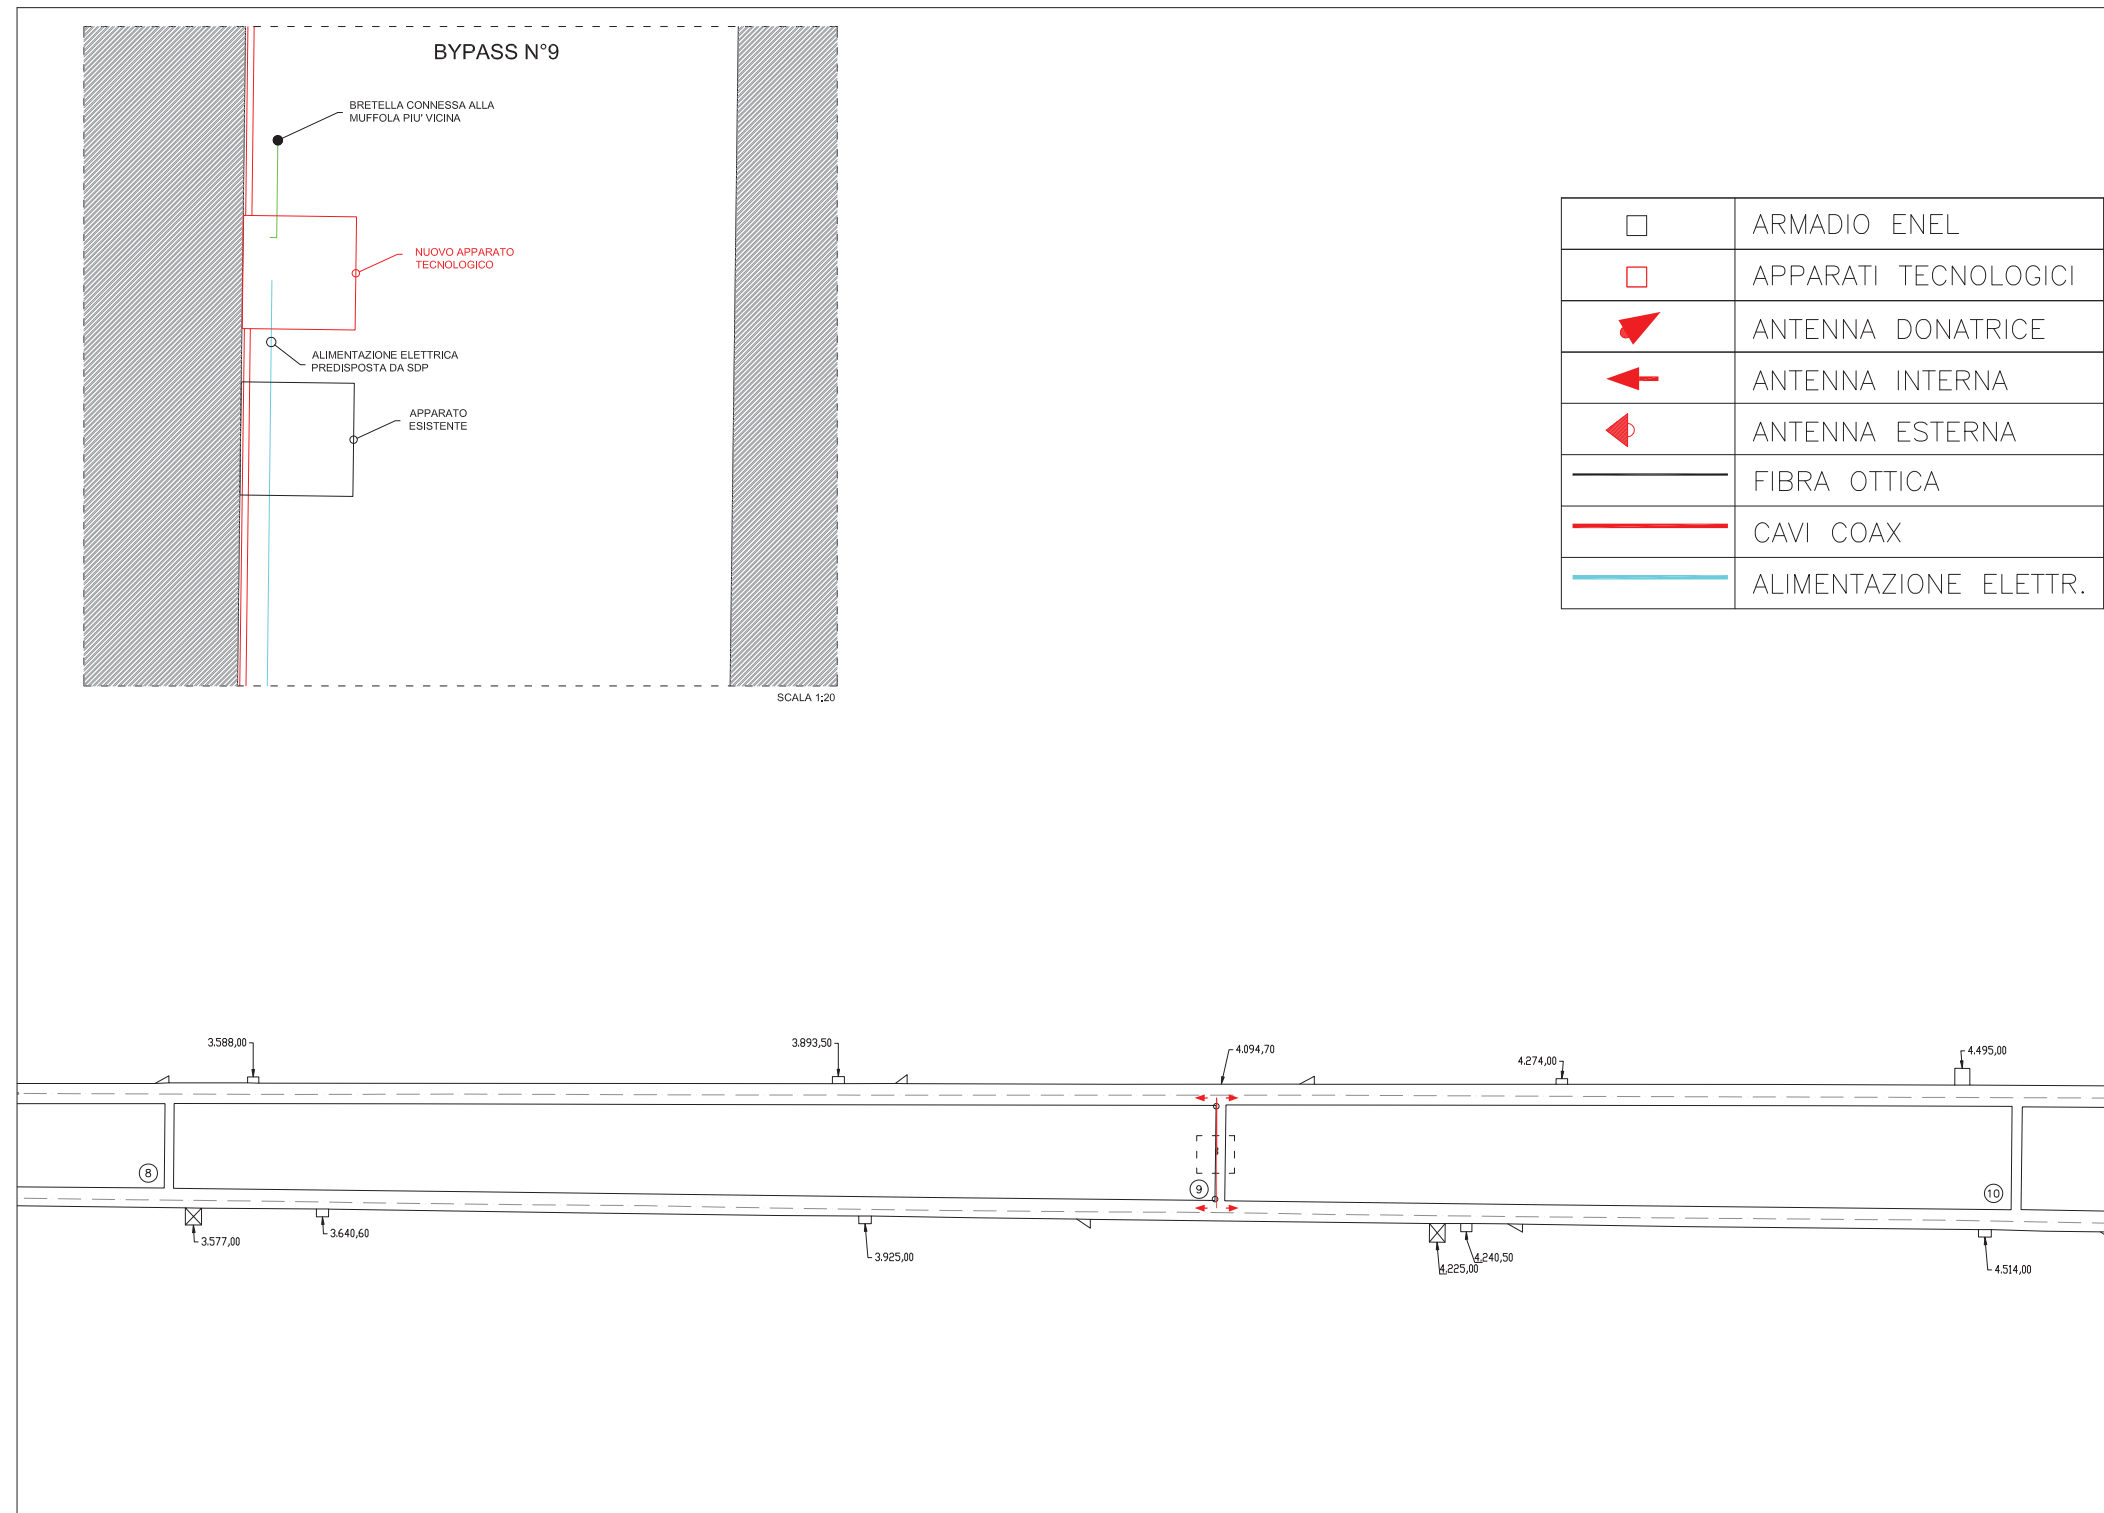 BYPASS N°9
BRETELLA CONNESSA ALLA
MUFFOLA PIU' VICINA
NUOVO APPARATO
TECNOLOGICO
ALIMENTAZIONE ELETTRICA
PREDISPOSTA DA SDP
APPARATO
ESISTENTE
SCALA 1:20
ARMADIO ENEL
APPARATI TECNOLOGICI
ANTENNA DONATRICE
ANTENNA INTERNA
ANTENNA ESTERNA
FIBRA OTTICA
CAVI COAX
ALIMENTAZIONE ELETTR.
3.588,00
3.893,50
4.094,70
4.274,00
4.495,00
8
9
10
3.577,00
3.640,60
3.925,00
4.225,00
4.240,50
4.514,00